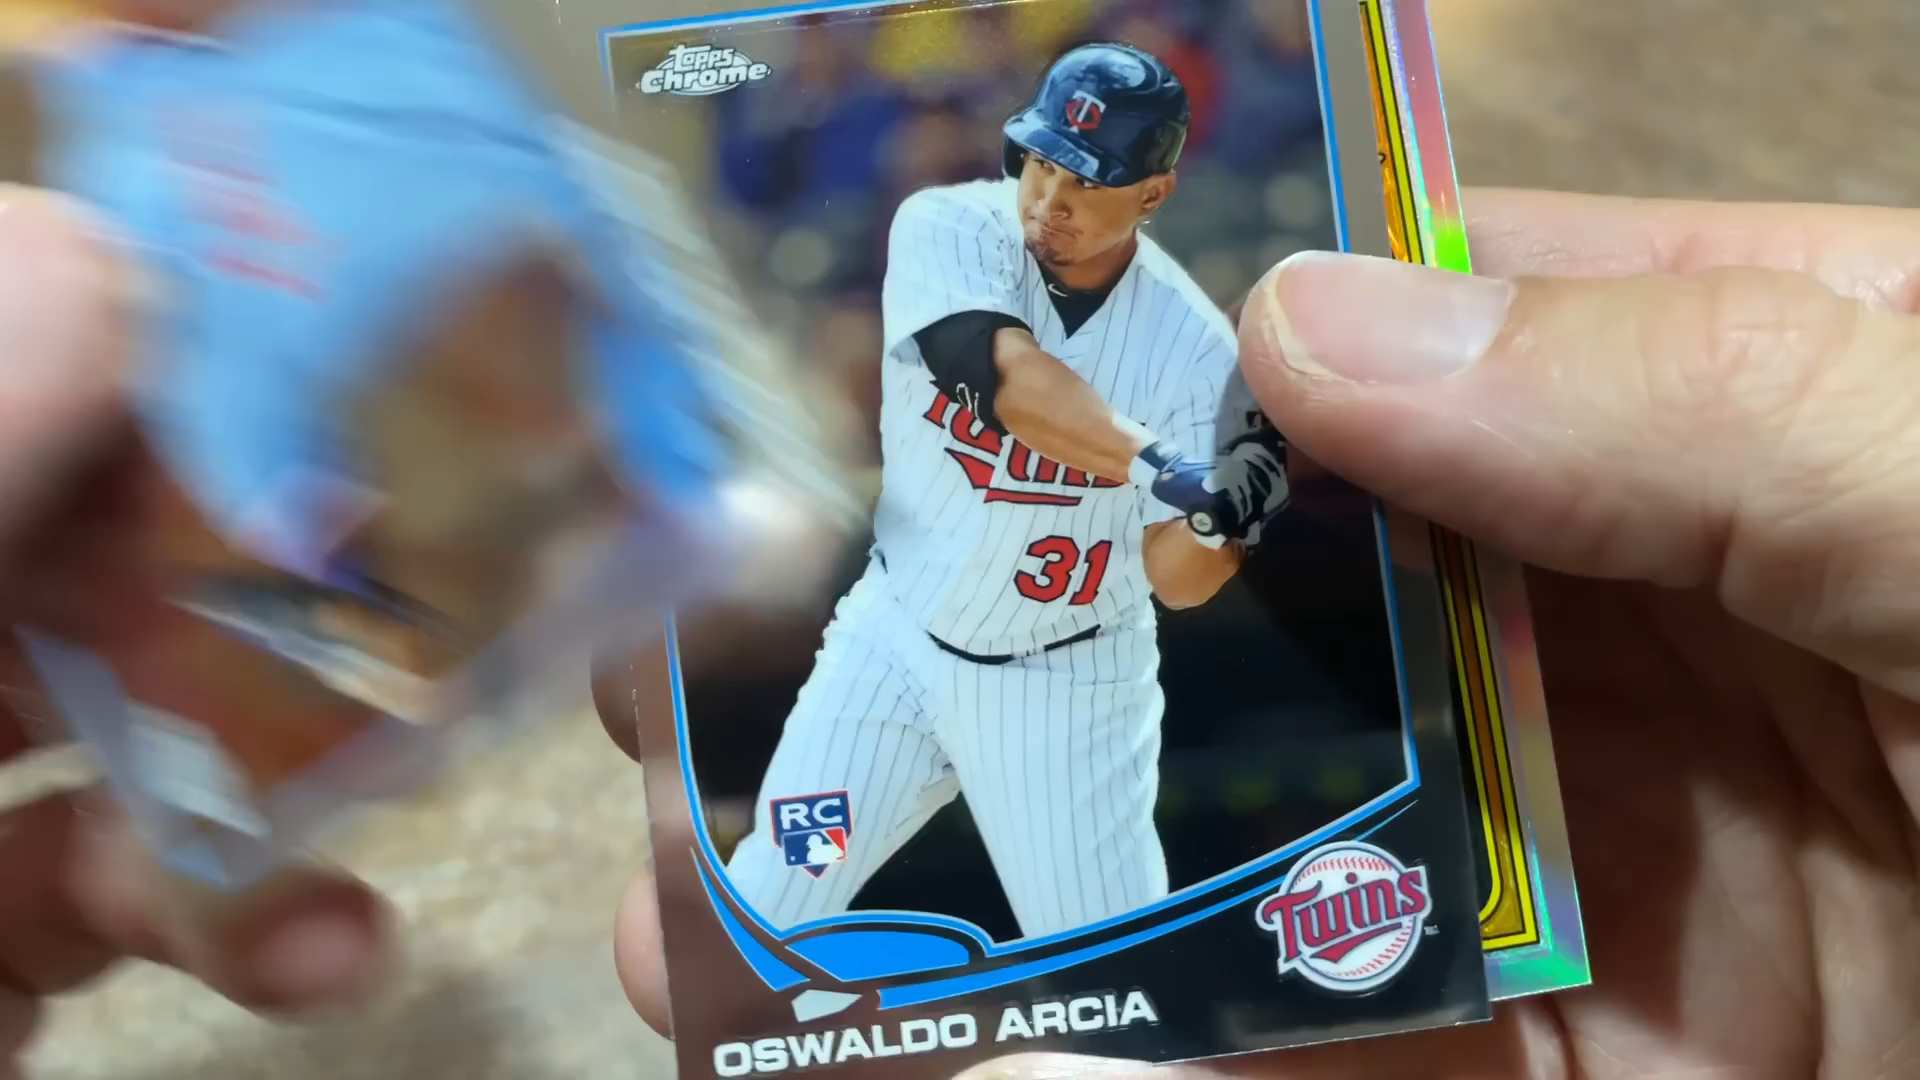 Topps
Chrome
T C
Twins
31
RC
Twins
OSWALDO ARCIA